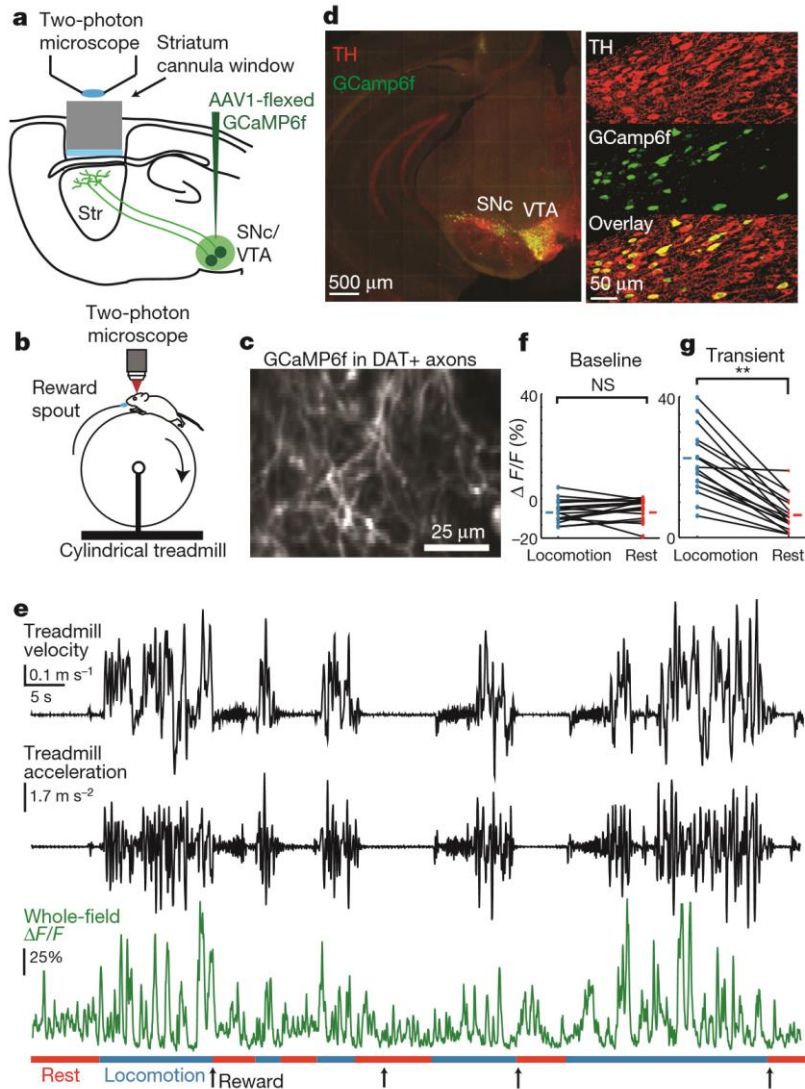 a
Two-photon
microscope
Striatum
cannula window
AAV1-flexed
GCaMP6f
Str
SNc/
VTA
b
Two-photon
microscope
Reward
spout
Cylindrical treadmill
c
GCaMP6f in DAT+ axons
25 µm
d
TH
GCamp6f
SNc
VTA
500 µm
TH
GCamp6f
Overlay
50 µm
f
Baseline
NS
Δ F/F (%)
40
0
−20
Locomotion
Rest
g
Transient
**
40
0
Locomotion
Rest
e
Treadmill
velocity
0.1 m s⁻¹
5 s
Treadmill
acceleration
1.7 m s⁻²
Whole-field
ΔF/F
25%
Rest
Locomotion
Reward